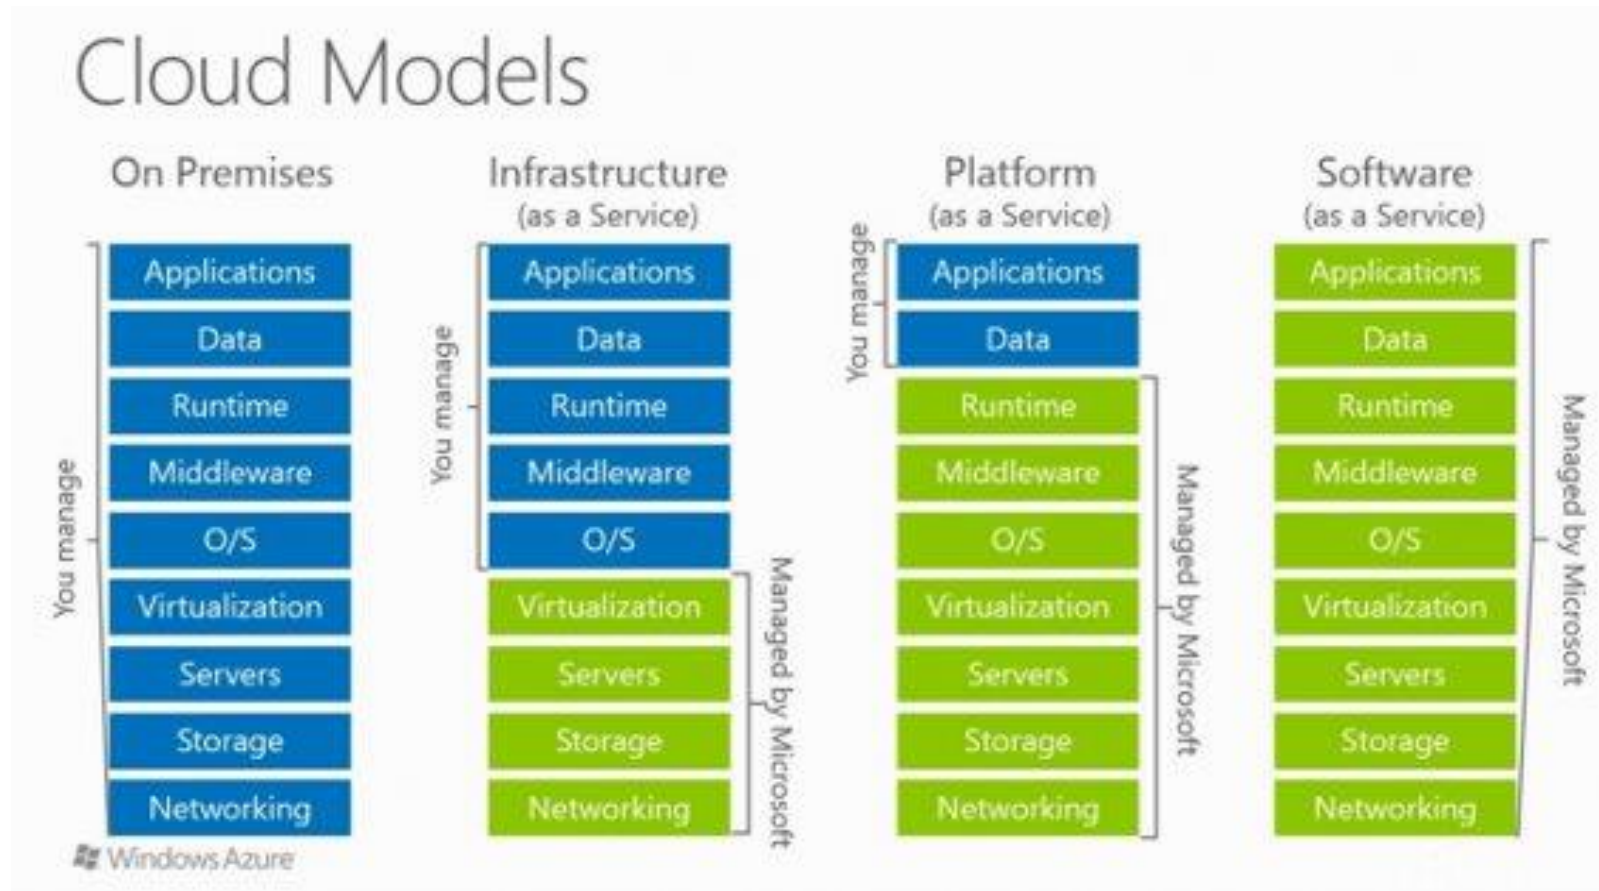 Cloud Models
On Premises
You manage
Applications
Data
Runtime
Middleware
O/S
Virtualization
Servers
Storage
Networking
Infrastructure
(as a Service)
You manage
Applications
Data
Runtime
Middleware
O/S
Virtualization
Servers
Storage
Networking
Managed by Microsoft
Platform
(as a Service)
You manage
Applications
Data
Runtime
Middleware
O/S
Virtualization
Servers
Storage
Networking
Managed by Microsoft
Software
(as a Service)
Applications
Data
Runtime
Middleware
O/S
Virtualization
Servers
Storage
Networking
Managed by Microsoft
Windows Azure